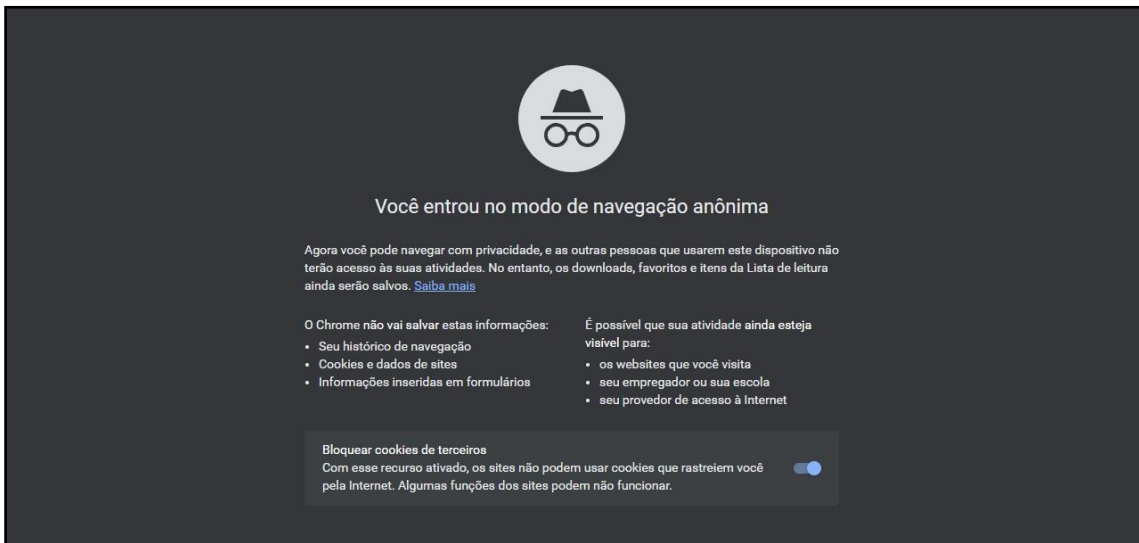 Você entrou no modo de navegação anônima
Agora você pode navegar com privacidade, e as outras pessoas que usarem este dispositivo não
terão acesso às suas atividades. No entanto, os downloads, favoritos e itens da Lista de leitura
ainda serão salvos. Saiba mais
O Chrome não vai salvar estas informações:
• Seu histórico de navegação
• Cookies e dados de sites
• Informações inseridas em formulários
É possível que sua atividade ainda esteja
visível para:
• os websites que você visita
• seu empregador ou sua escola
• seu provedor de acesso à Internet
Bloquear cookies de terceiros
Com esse recurso ativado, os sites não podem usar cookies que rastreiem você
pela Internet. Algumas funções dos sites podem não funcionar.